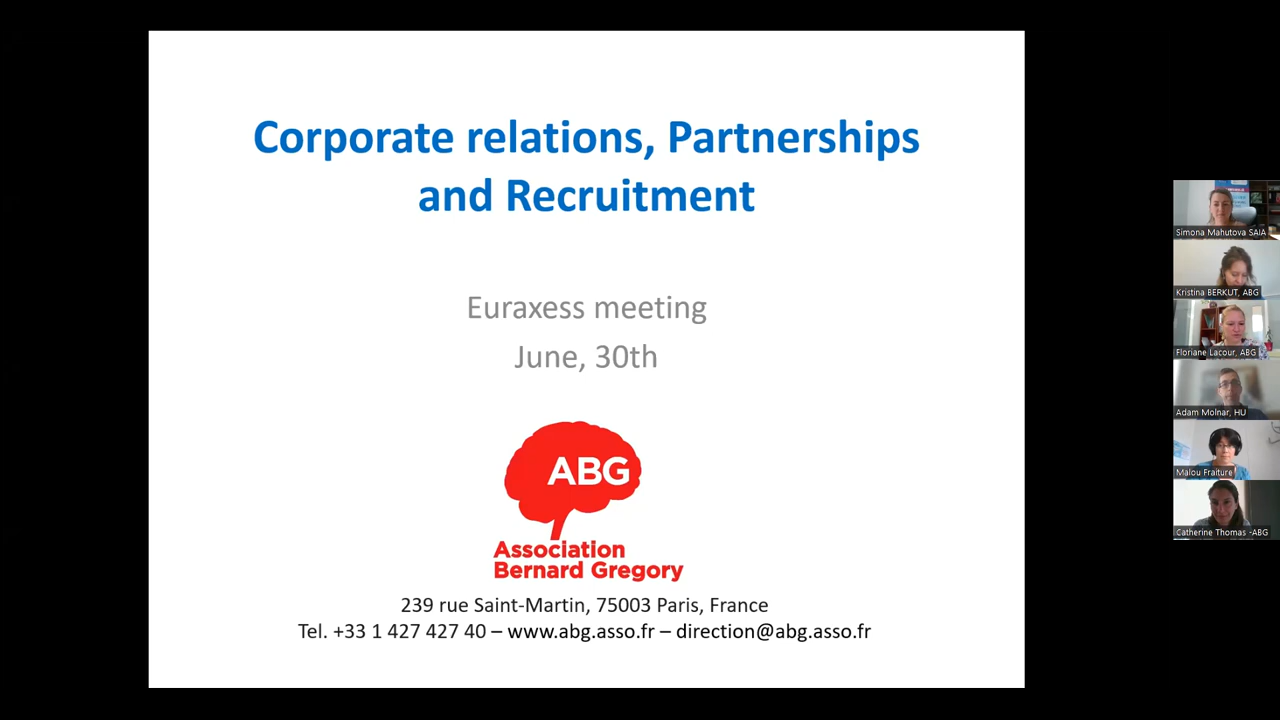 Corporate relations, Partnerships
and Recruitment
Euraxess meeting
June, 30th
ABG
Association
Bernard Gregory
239 rue Saint-Martin, 75003 Paris, France
Tel. +33 1 427 427 40 – www.abg.asso.fr – direction@abg.asso.fr
Simona Mahutova SAIA
Kristina BERKUT, ABG
Floriane Lacour, ABG
Adam Molnar, HU
Malou Fraiture
Catherine Thomas -ABG